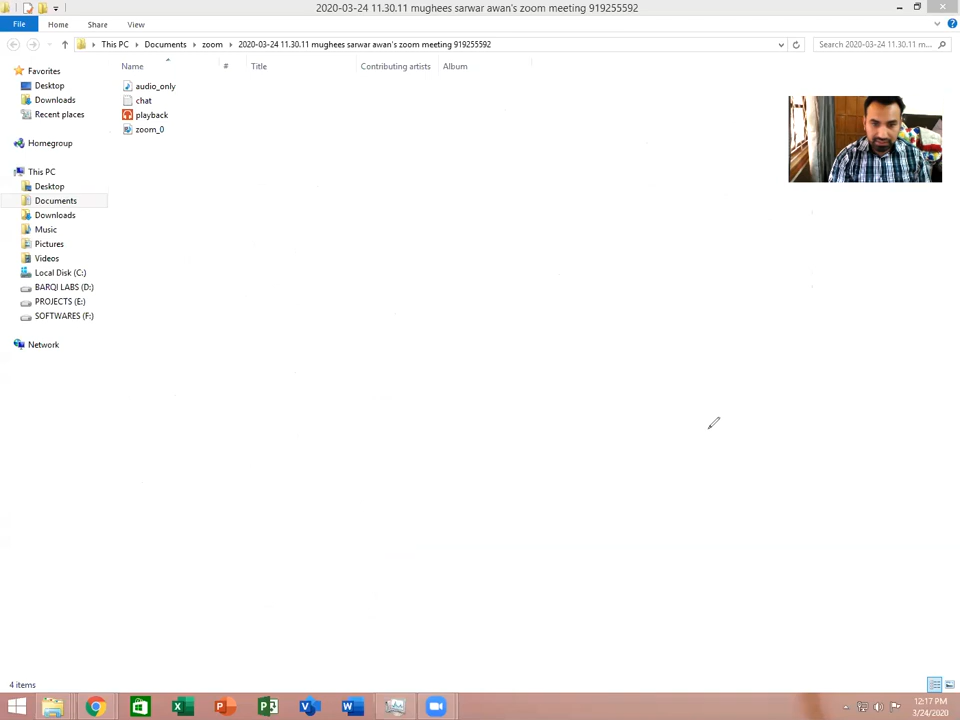 2020-03-24 11.30.11 mughees sarwar awan's zoom meeting 919255592
File Home Share View
This PC Documents zoom 2020-03-24 11.30.11 mughees sarwar awan's zoom meeting 919255592
Search 2020-03-24 11.30.11 m...
Name # Title Contributing artists Album
Favorites
Desktop
Downloads
Recent places
Homegroup
This PC
Desktop
Documents
Downloads
Music
Pictures
Videos
Local Disk (C:)
BARQI LABS (D:)
PROJECTS (E:)
SOFTWARES (F:)
Network
audio_only
chat
playback
zoom_0
4 items
12:17 PM
3/24/2020